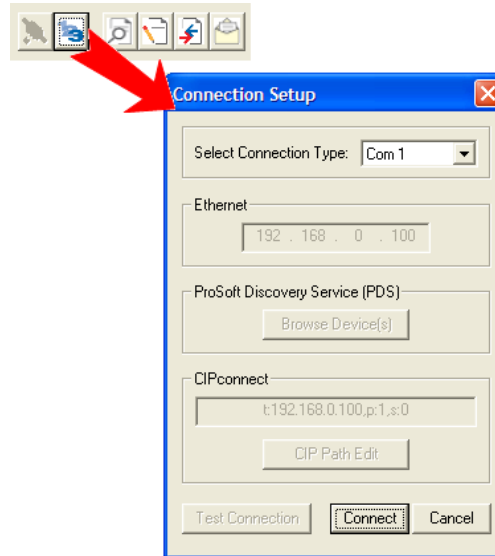 Connection Setup
Select Connection Type: Com 1
Ethernet
192 . 168 . 0 . 100
ProSoft Discovery Service (PDS)
Browse Device(s)
CIPconnect
t:192.168.0.100,p:1,s:0
CIP Path Edit
Test Connection Connect Cancel